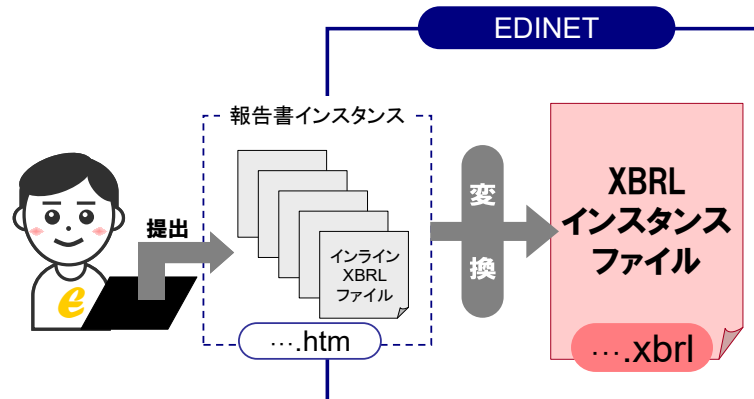 EDINET
報告書インスタンス
提出
e
インライン
XBRL
ファイル
….htm
変
換
XBRL
インスタンス
ファイル
….xbrl